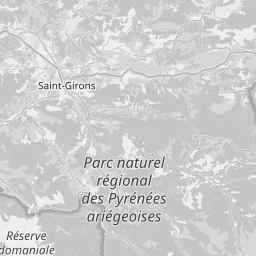 Saint-Girons
Parc naturel
régional
des Pyrénées
ariégeoises
Réserve
domaniale